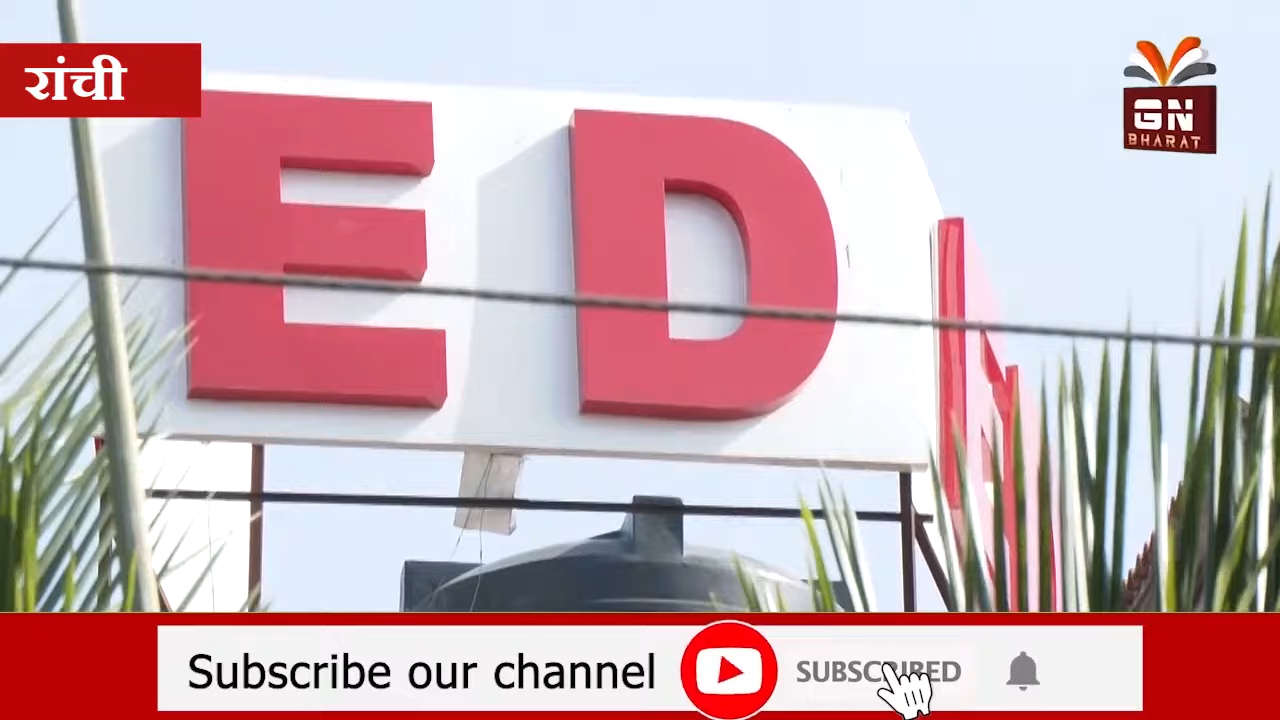 रांची
GN
BHARAT
ED
Subscribe our channel
SUBSCRIBED